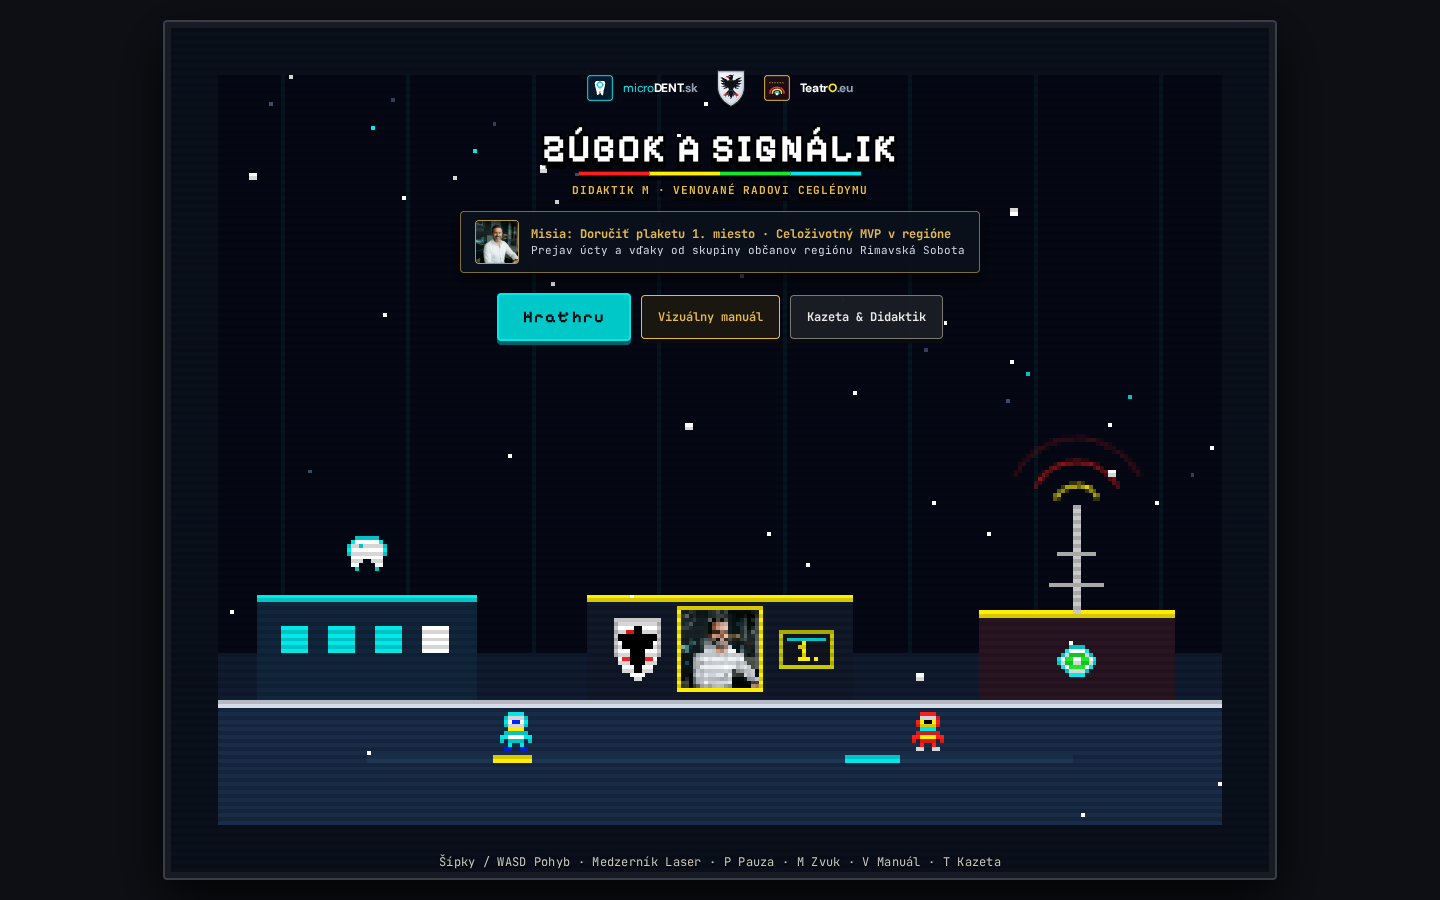 microDENT.sk
TeatrO.eu
ZÚBOK A SIGNÁLIK
DIDAKTIK M · VENOVANÉ RADOVI CEGLÉDYMU
Misia: Doručiť plaketu 1. miesto · Celoživotný MVP v regióne
Prejav úcty a vďaky od skupiny občanov regiónu Rimavská Sobota
Hrať hru
Vizuálny manuál
Kazeta & Didaktik
1.
Šípky / WASD Pohyb · Medzerník Laser · P Pauza · M Zvuk · V Manuál · T Kazeta